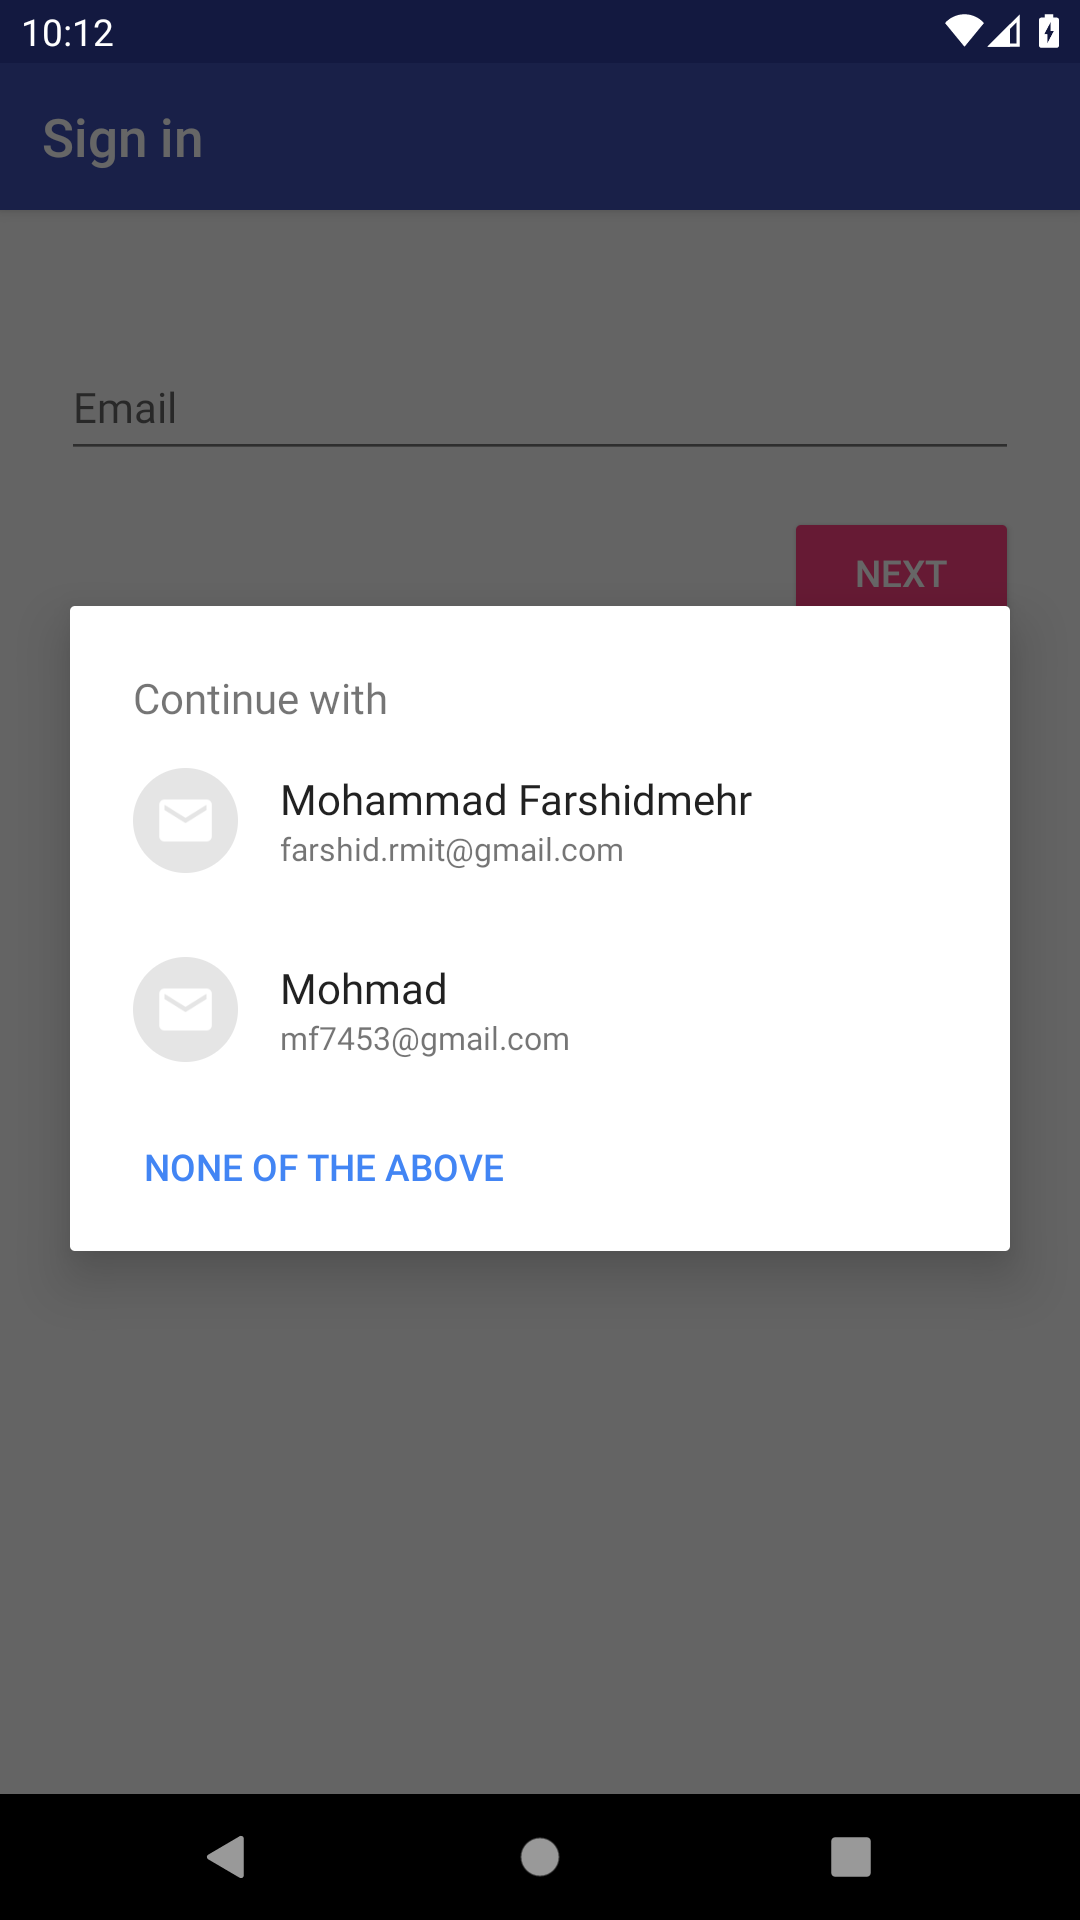 10:12
Sign in
Email
NEXT
Continue with
Mohammad Farshidmehr
farshid.rmit@gmail.com
Mohmad
mf7453@gmail.com
NONE OF THE ABOVE